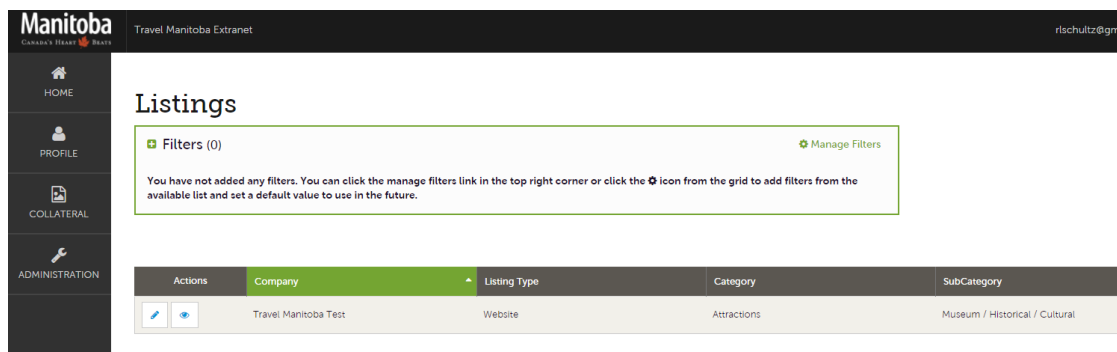 Manitoba
CANADA'S HEART BEATS
Travel Manitoba Extranet
rlschultz@gm
HOME
PROFILE
COLLATERAL
ADMINISTRATION
Listings
Filters (0)
Manage Filters
You have not added any filters. You can click the manage filters link in the top right corner or click the icon from the grid to add filters from the
available list and set a default value to use in the future.
Actions Company Listing Type Category SubCategory
Travel Manitoba Test Website Attractions Museum / Historical / Cultural